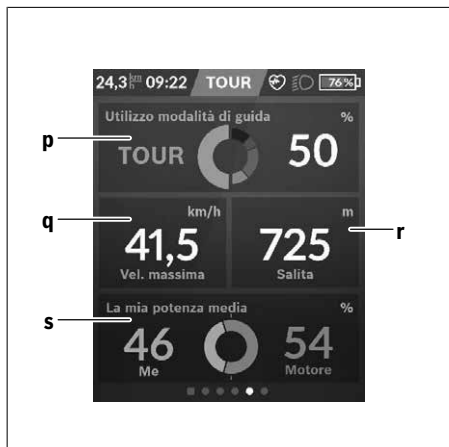 24,3 km/h 09:22 TOUR 76%
Utilizzo modalità di guida %
p
TOUR 50
q
km/h
41,5
Vel. massima
m
725
Salita
r
La mia potenza media %
s
46
Me
54
Motore